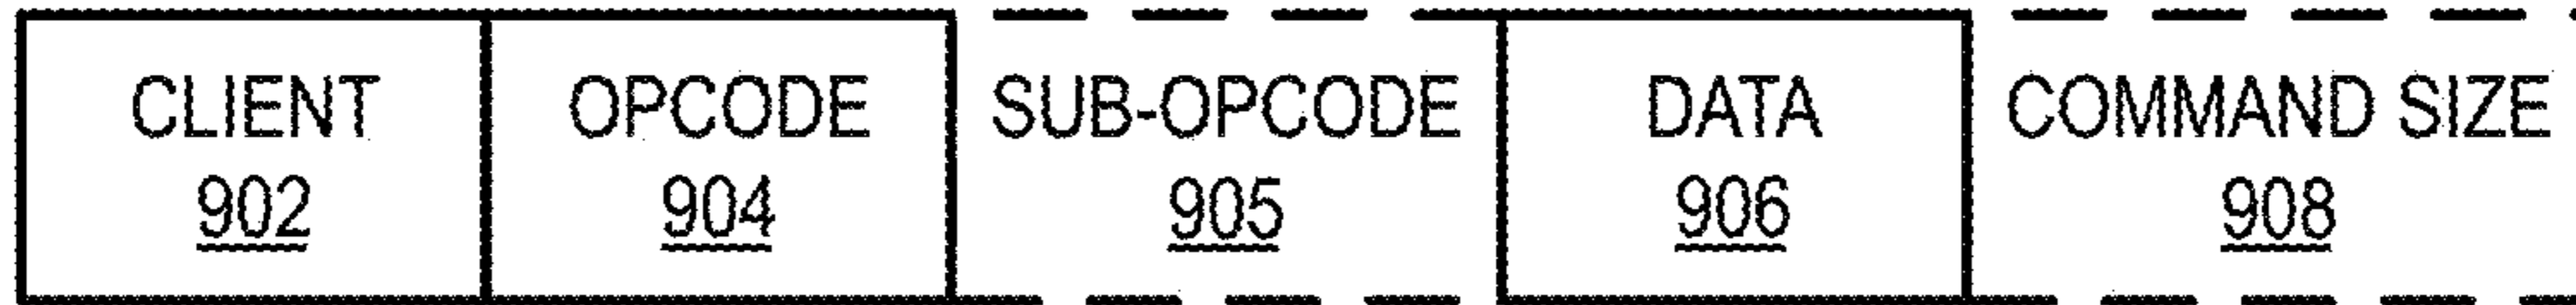 CLIENT OPCODE SUB-OPCODE DATA COMMAND SIZE
902 904 905 906 908